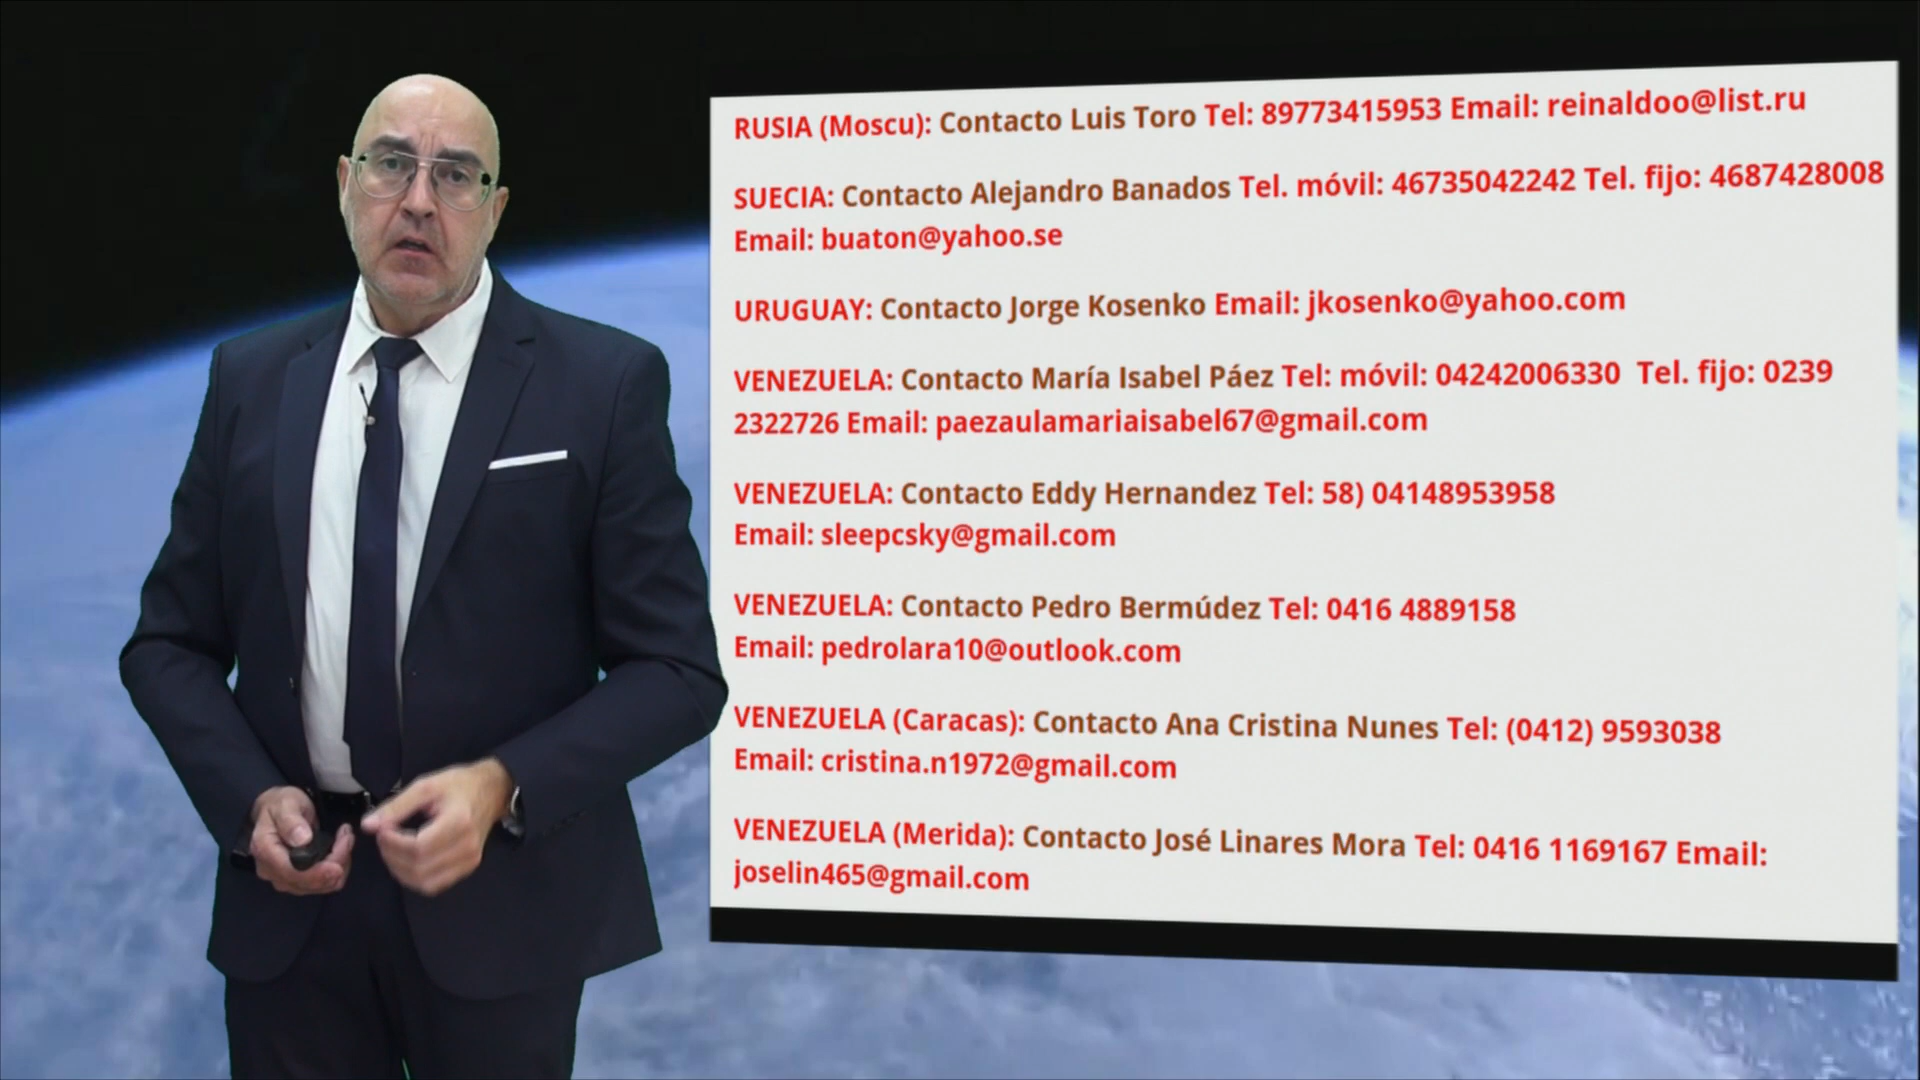 RUSIA (Moscu): Contacto Luis Toro Tel: 89773415953 Email: reinaldoo@list.ru
SUECIA: Contacto Alejandro Banados Tel. móvil: 46735042242 Tel. fijo: 4687428008
Email: buaton@yahoo.se
URUGUAY: Contacto Jorge Kosenko Email: jkosenko@yahoo.com
VENEZUELA: Contacto María Isabel Páez Tel: móvil: 04242006330 Tel. fijo: 0239
2322726 Email: paezaulamariaisabel67@gmail.com
VENEZUELA: Contacto Eddy Hernandez Tel: 58) 04148953958
Email: sleepcsky@gmail.com
VENEZUELA: Contacto Pedro Bermúdez Tel: 0416 4889158
Email: pedrolara10@outlook.com
VENEZUELA (Caracas): Contacto Ana Cristina Nunes Tel: (0412) 9593038
Email: cristina.n1972@gmail.com
VENEZUELA (Merida): Contacto José Linares Mora Tel: 0416 1169167 Email:
joselin465@gmail.com